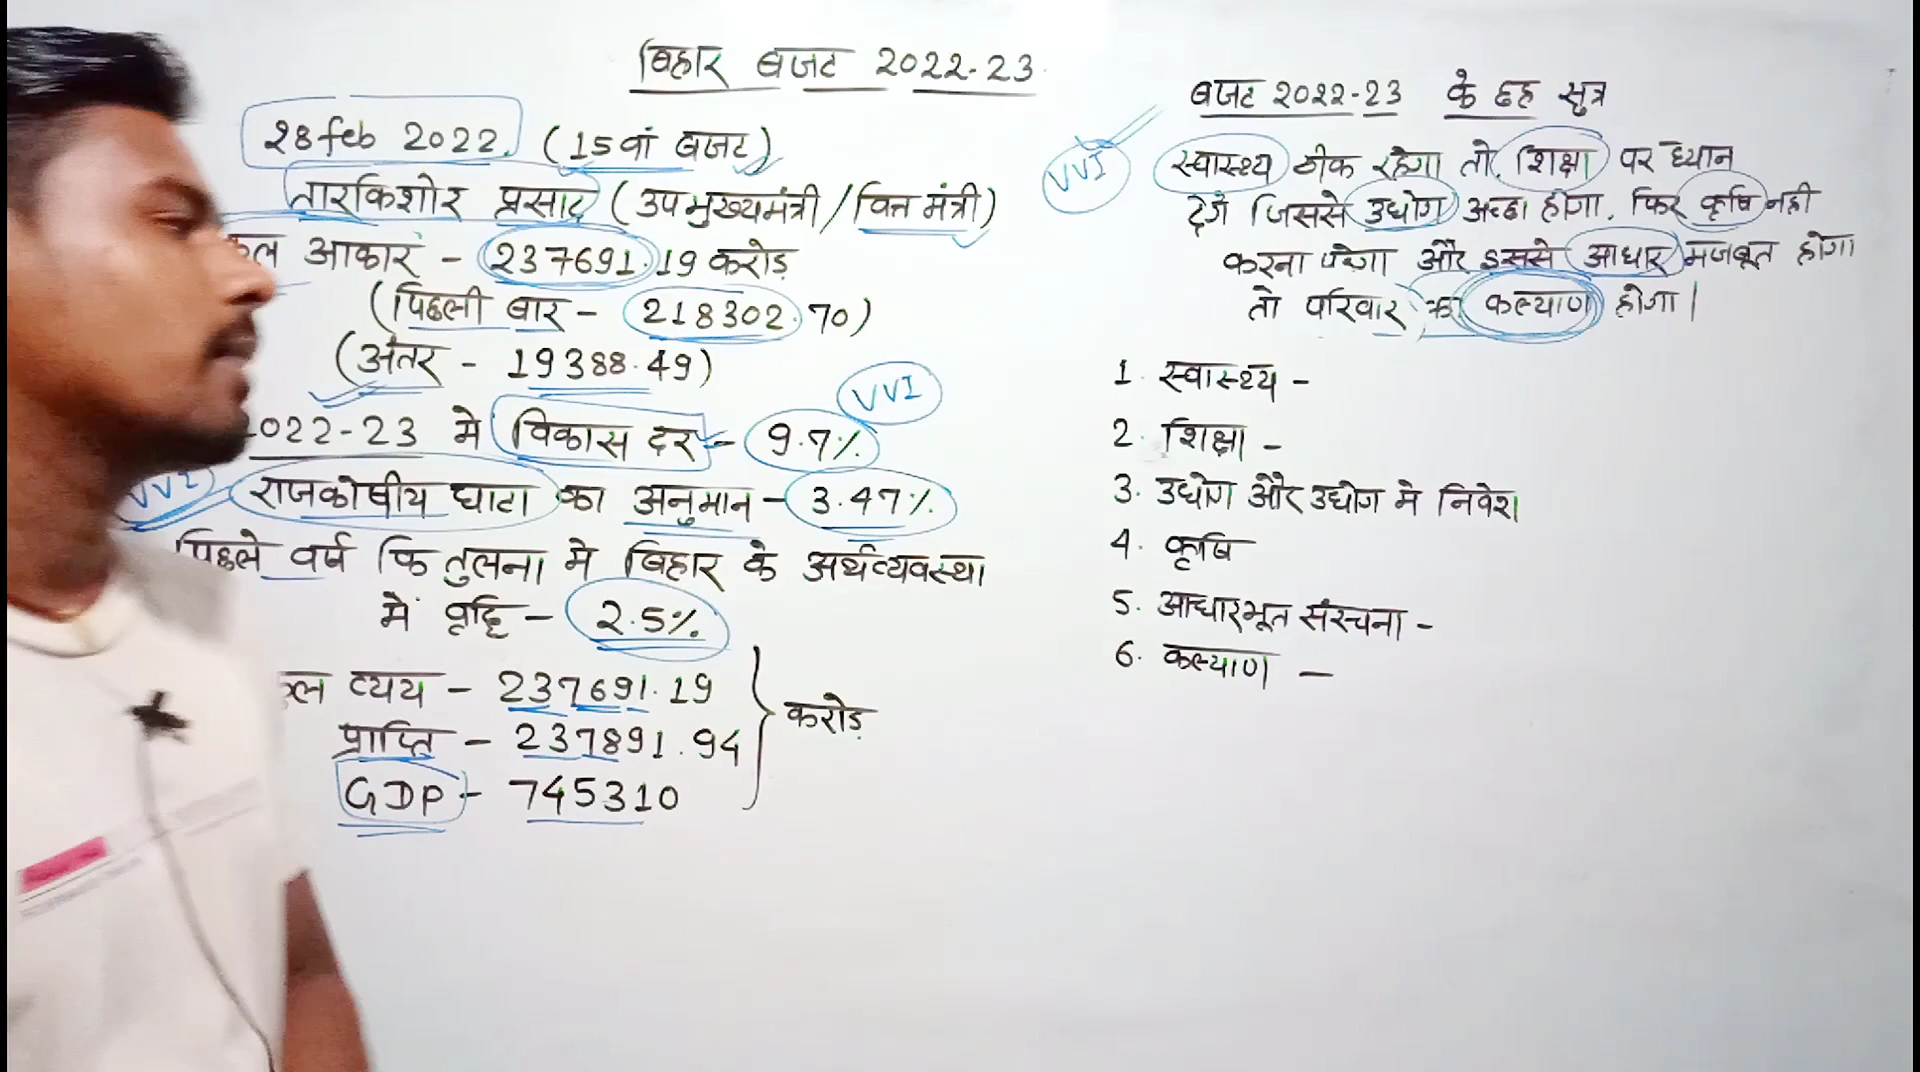 बिहार बजट 2022-23
28 feb 2022 (15वां बजट)
तारकिशोर प्रसाद (उपमुख्यमंत्री/वित्त मंत्री)
आकार - 237691.19 करोड़
(पिछली बार - 218302.70)
(अंतर - 19388.49)
VVI
2022-23 मे विकास दर - 9.7%
VVI
राजकोषीय घाटा का अनुमान - 3.47%
पिछले वर्ष कि तुलना मे बिहार के अर्थव्यवस्था
में वृद्धि - 2.5%
व्यय - 237691.19
प्राप्ति - 237891.94
करोड़
GDP - 745310
बजट 2022-23 के छह सुत्र
VVI
स्वास्थ्य ठीक रहेगा तो शिक्षा पर ध्यान
देगे जिससे उधोग अच्छा होगा, फिर कृषि नही
करना पड़ेगा और इससे आधार मजबूत होगा
तो परिवार का कल्याण होगा।
1. स्वास्थ्य -
2. शिक्षा -
3. उधोग और उधोग मे निवेश
4. कृषि
5. आधारभूत संरचना -
6. कल्याण -